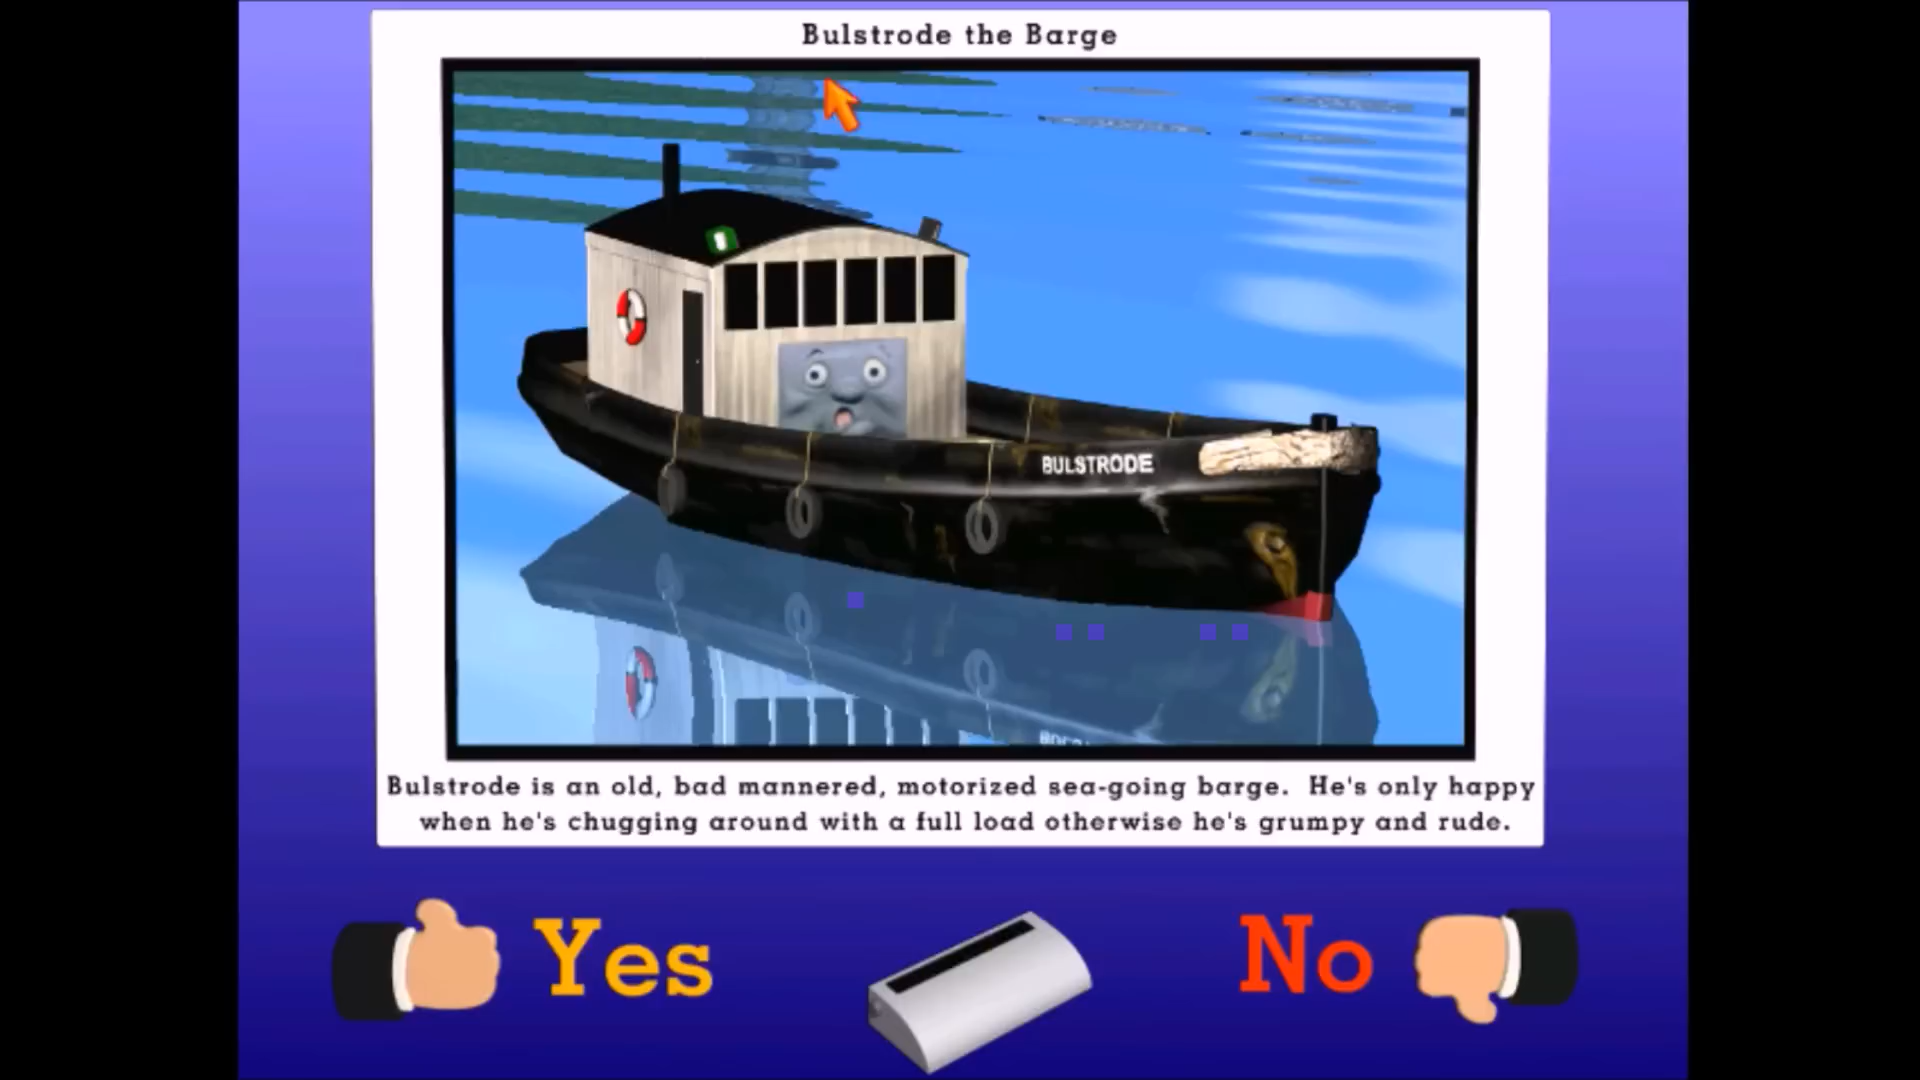 Bulstrode the Barge
BULSTRODE
Bulstrode is an old, bad mannered, motorized sea-going barge. He's only happy
when he's chugging around with a full load otherwise he's grumpy and rude.
Yes
No